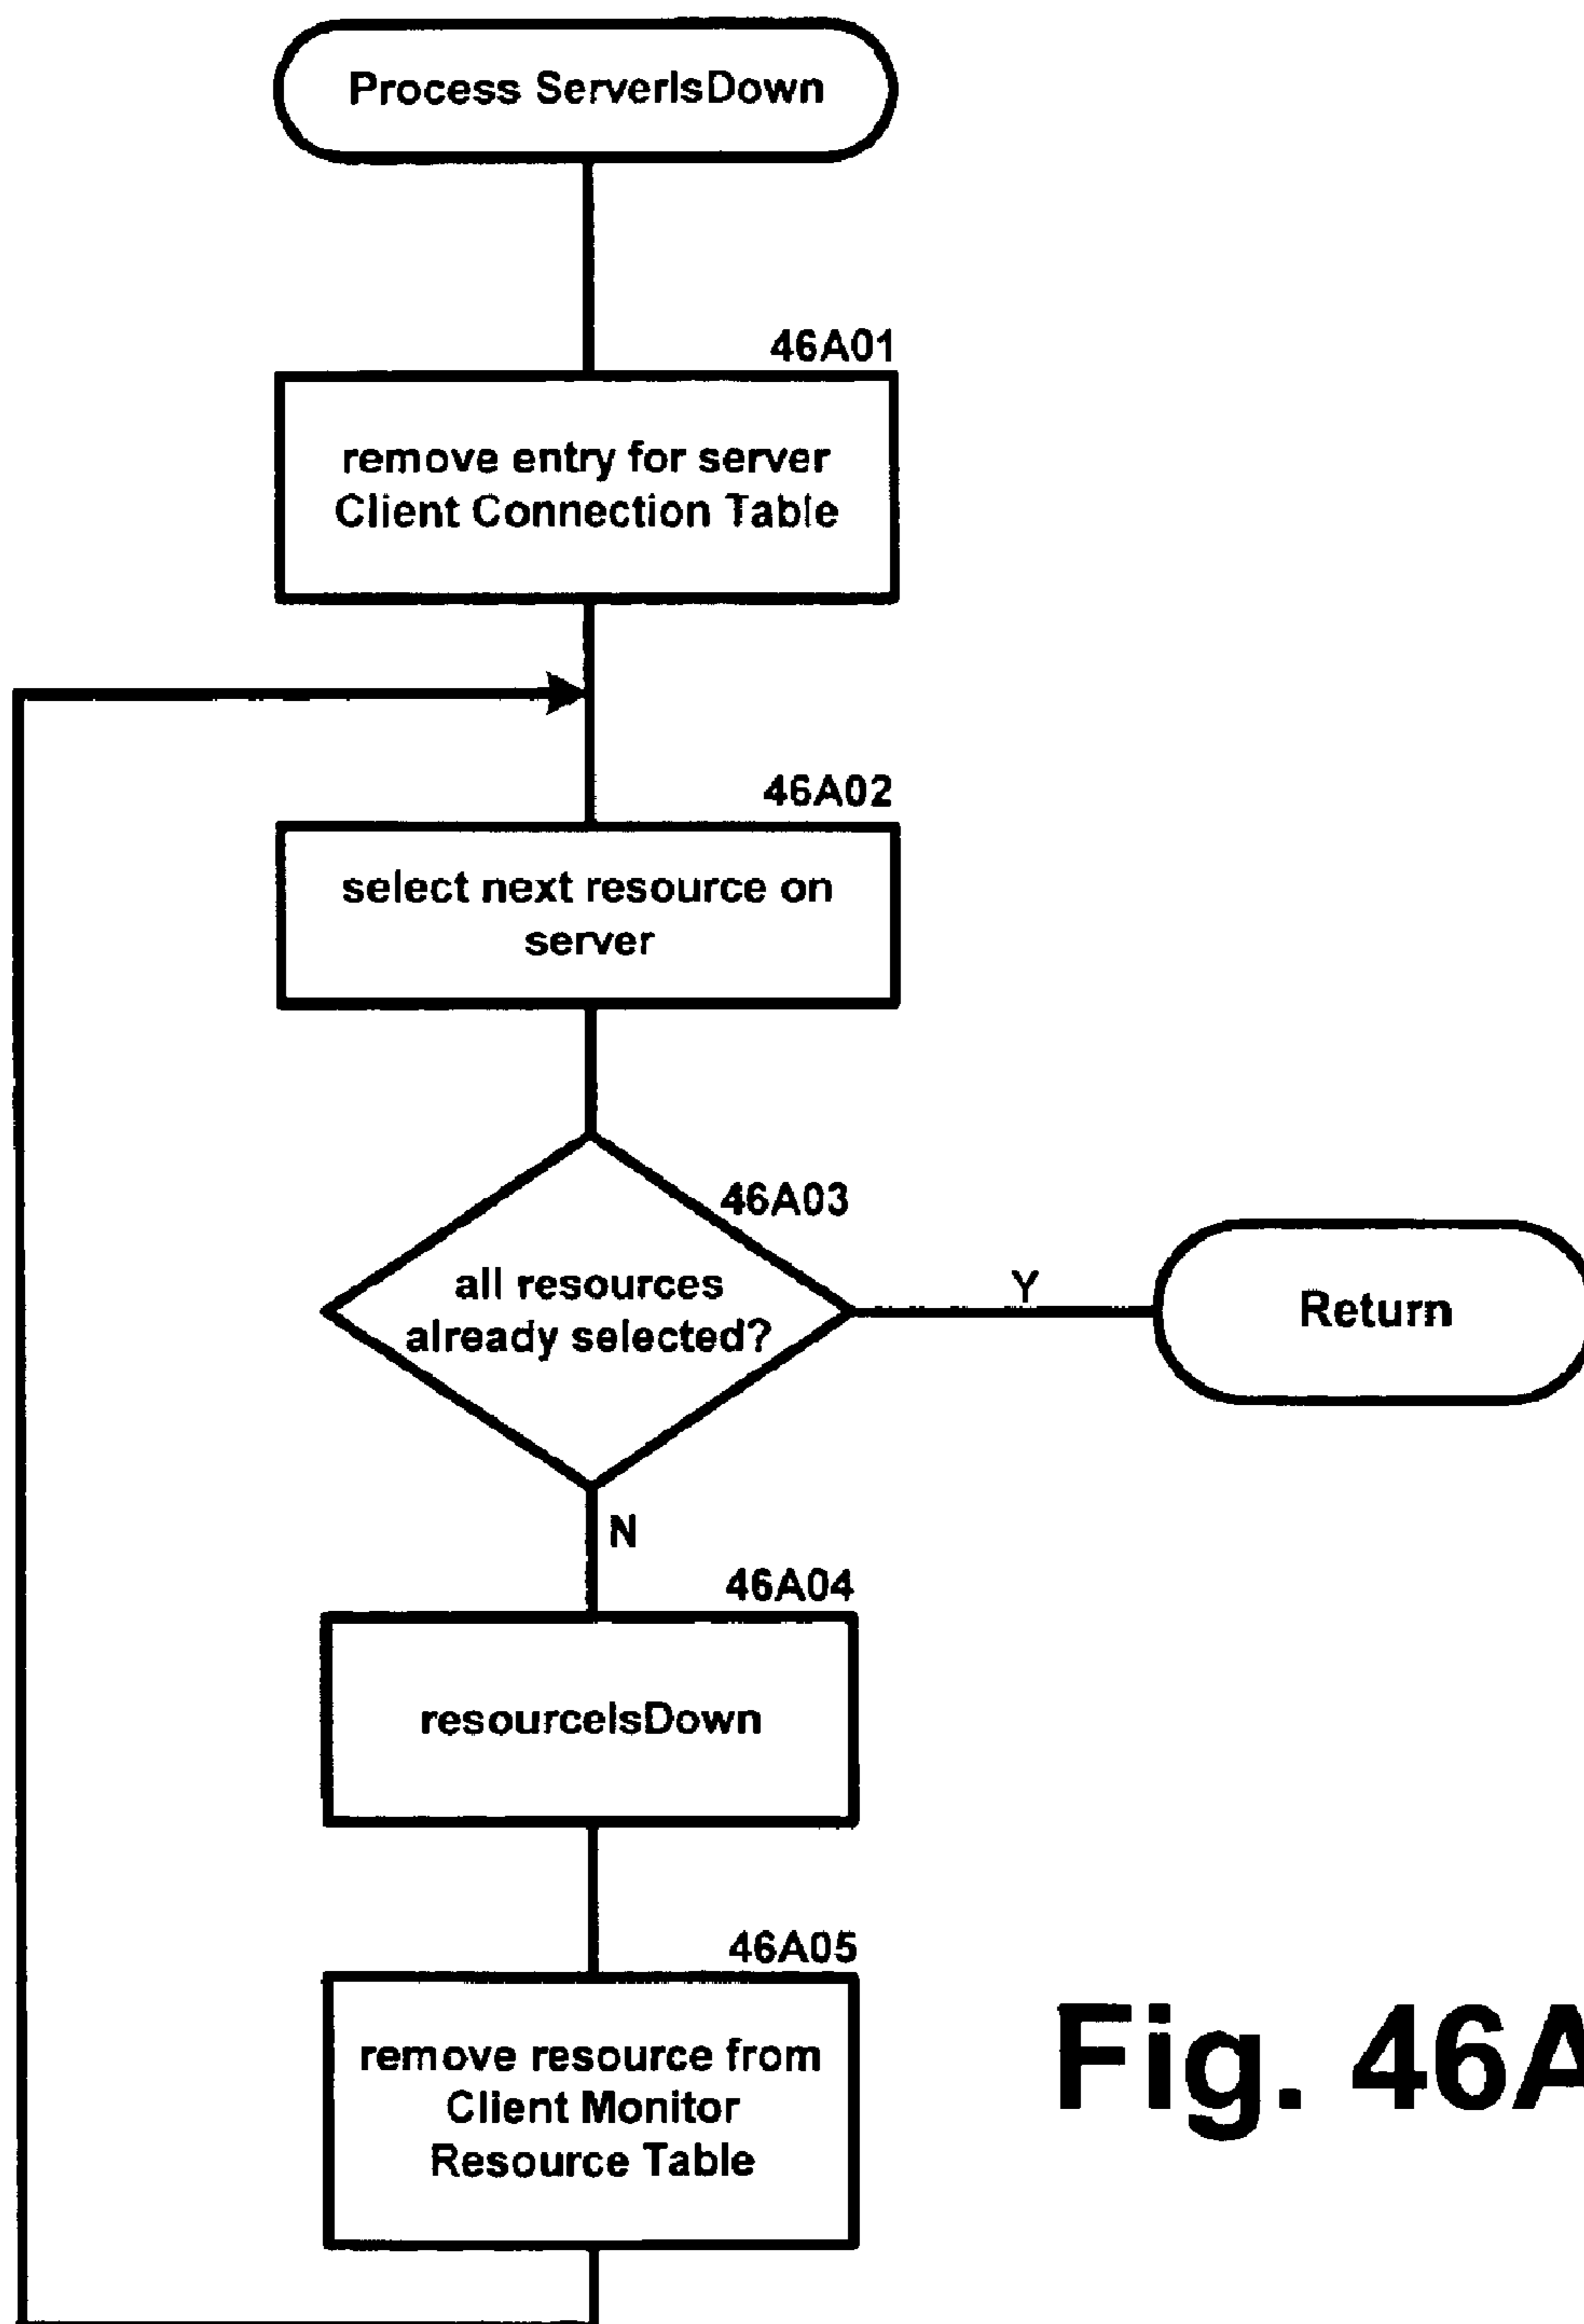 Process ServerIsDown
46A01
remove entry for server
Client Connection Table
46A02
select next resource on
server
46A03
all resources
already selected?
Y
Return
N
46A04
resourceIsDown
46A05
remove resource from
Client Monitor
Resource Table
Fig. 46A